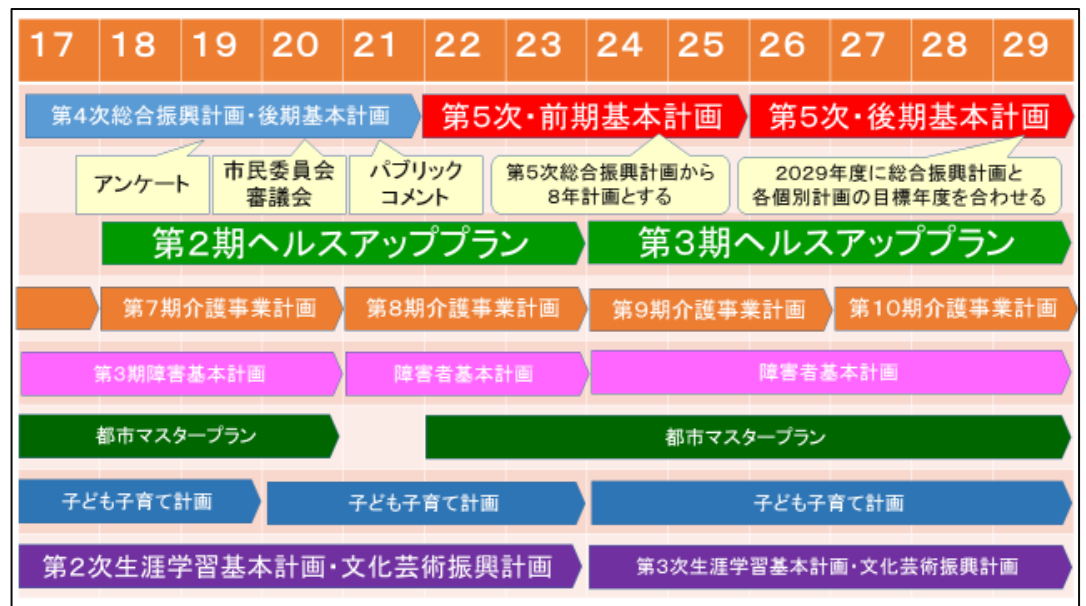 17 18 19 20 21 22 23 24 25 26 27 28 29
第4次総合振興計画・後期基本計画
第5次・前期基本計画
第5次・後期基本計画
アンケート
市民委員会
審議会
パブリック
コメント
第5次総合振興計画から
8年計画とする
2029年度に総合振興計画と
各個別計画の目標年度を合わせる
第2期ヘルスアッププラン
第3期ヘルスアッププラン
第7期介護事業計画
第8期介護事業計画
第9期介護事業計画
第10期介護事業計画
第3期障害基本計画
障害者基本計画
障害者基本計画
都市マスタープラン
都市マスタープラン
子ども子育て計画
子ども子育て計画
子ども子育て計画
第2次生涯学習基本計画・文化芸術振興計画
第3次生涯学習基本計画・文化芸術振興計画